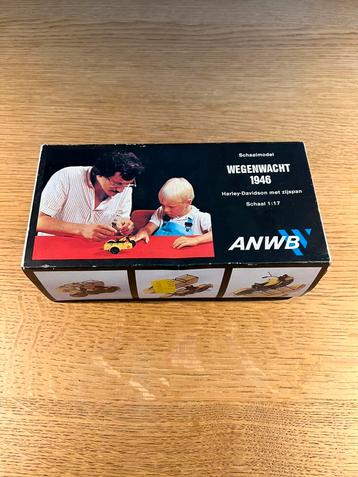 Schaalmodel
WEGENWACHT
1946
Harley-Davidson met zijspan
Schaal 1:17
ANWB